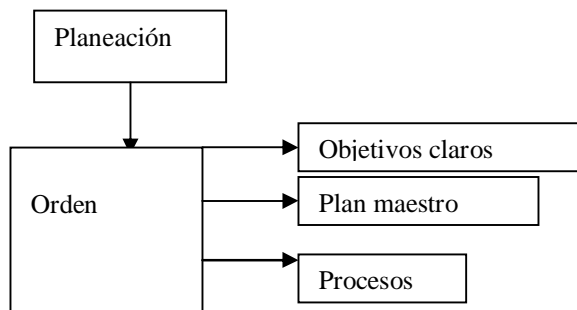 Planeación
Objetivos claros
Orden
Plan maestro
Procesos